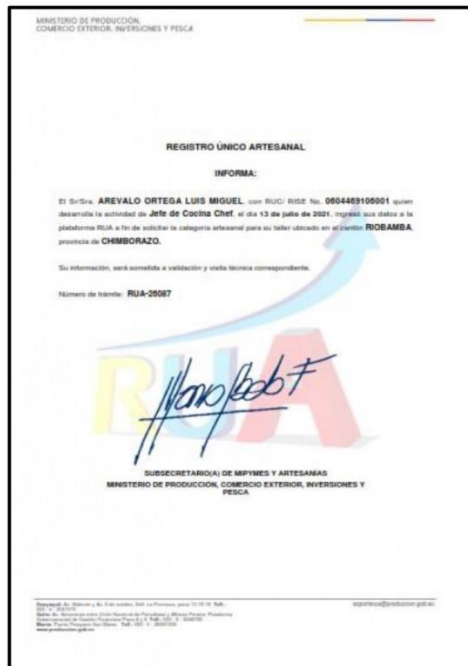 MINISTERIO DE PRODUCCIÓN,
COMERCIO EXTERIOR, INVERSIONES Y PESCA
REGISTRO ÚNICO ARTESANAL
INFORMA:
El Sr/Sra. AREVALO ORTEGA LUIS MIGUEL, con RUC/ RISE No. 0604469106001 quien
desarrolla la actividad de Jefe de Cocina Chef, el día 13 de julio de 2021, ingresó sus datos a la
plataforma RUA a fin de solicitar la categoría artesanal para su taller ubicado en el cantón RIOBAMBA,
provincia de CHIMBORAZO.
Su información, será sometida a validación y visita técnica correspondiente.
Número de trámite: RUA-26087
RUA
SUBSECRETARIO(A) DE MIPYMES Y ARTESANÍAS
MINISTERIO DE PRODUCCIÓN, COMERCIO EXTERIOR, INVERSIONES Y
PESCA